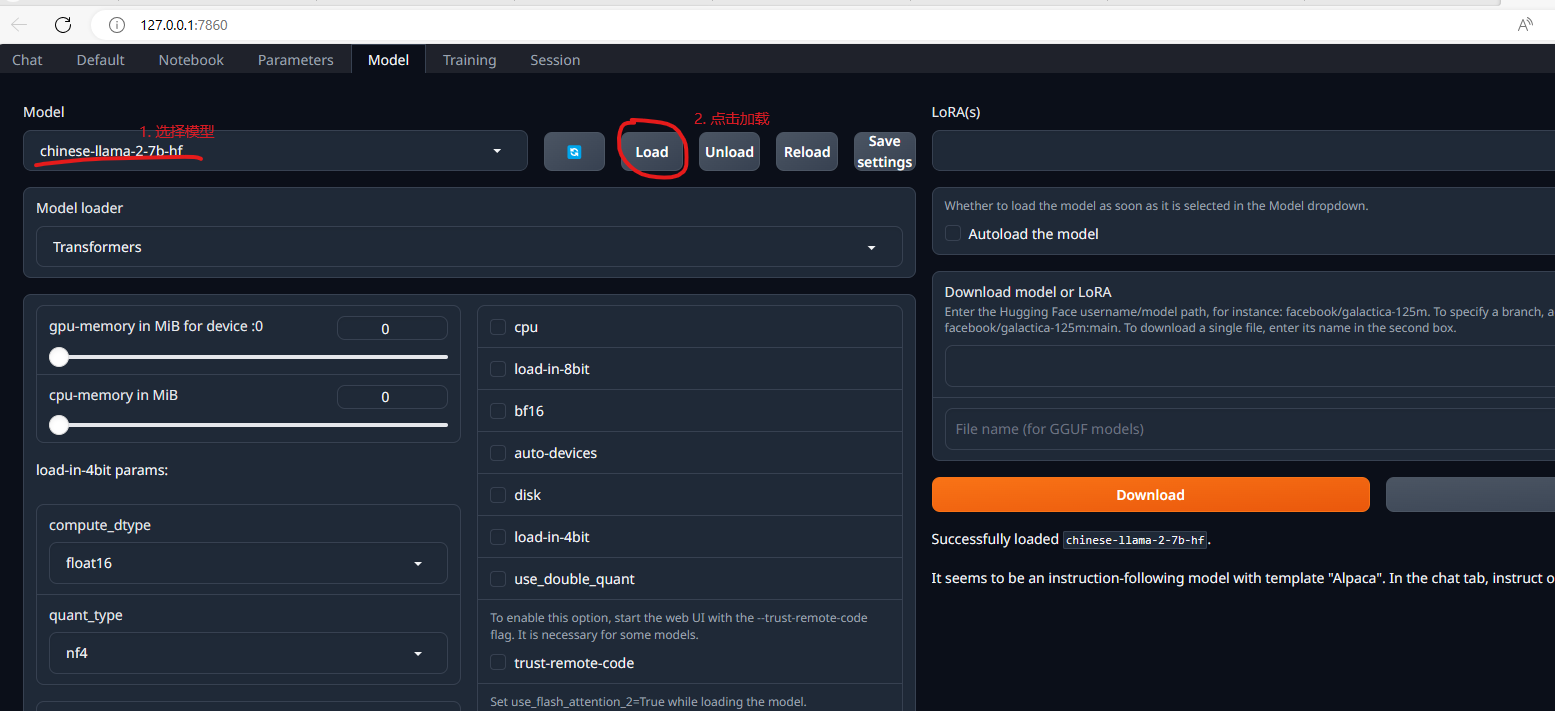 127.0.0.1:7860
Chat Default Notebook Parameters Model Training Session
Model
1. 选择模型
2. 点击加载
chinese-llama-2-7b-hf
Load
Unload
Reload
Save settings
Model loader
Transformers
gpu-memory in MiB for device :0
0
cpu-memory in MiB
0
load-in-4bit params:
compute_dtype
float16
quant_type
nf4
cpu
load-in-8bit
bf16
auto-devices
disk
load-in-4bit
use_double_quant
To enable this option, start the web UI with the --trust-remote-code
flag. It is necessary for some models.
trust-remote-code
Set use_flash_attention_2=True while loading the model.
LoRA(s)
Whether to load the model as soon as it is selected in the Model dropdown.
Autoload the model
Download model or LoRA
Enter the Hugging Face username/model path, for instance: facebook/galactica-125m. To specify a branch, a
facebook/galactica-125m:main. To download a single file, enter its name in the second box.
File name (for GGUF models)
Download
Successfully loaded chinese-llama-2-7b-hf.
It seems to be an instruction-following model with template "Alpaca". In the chat tab, instruct o